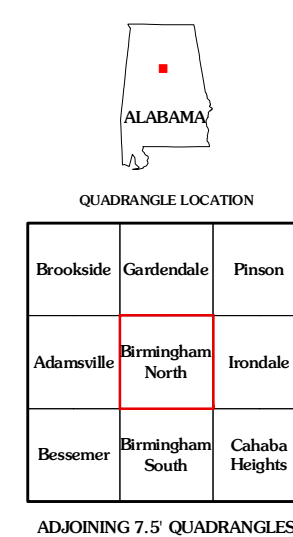 ALABAMA
QUADRANGLE LOCATION
Brookside Gardendale Pinson
Adamsville Birmingham North Irondale
Bessemer Birmingham South Cahaba Heights
ADJOINING 7.5' QUADRANGLES